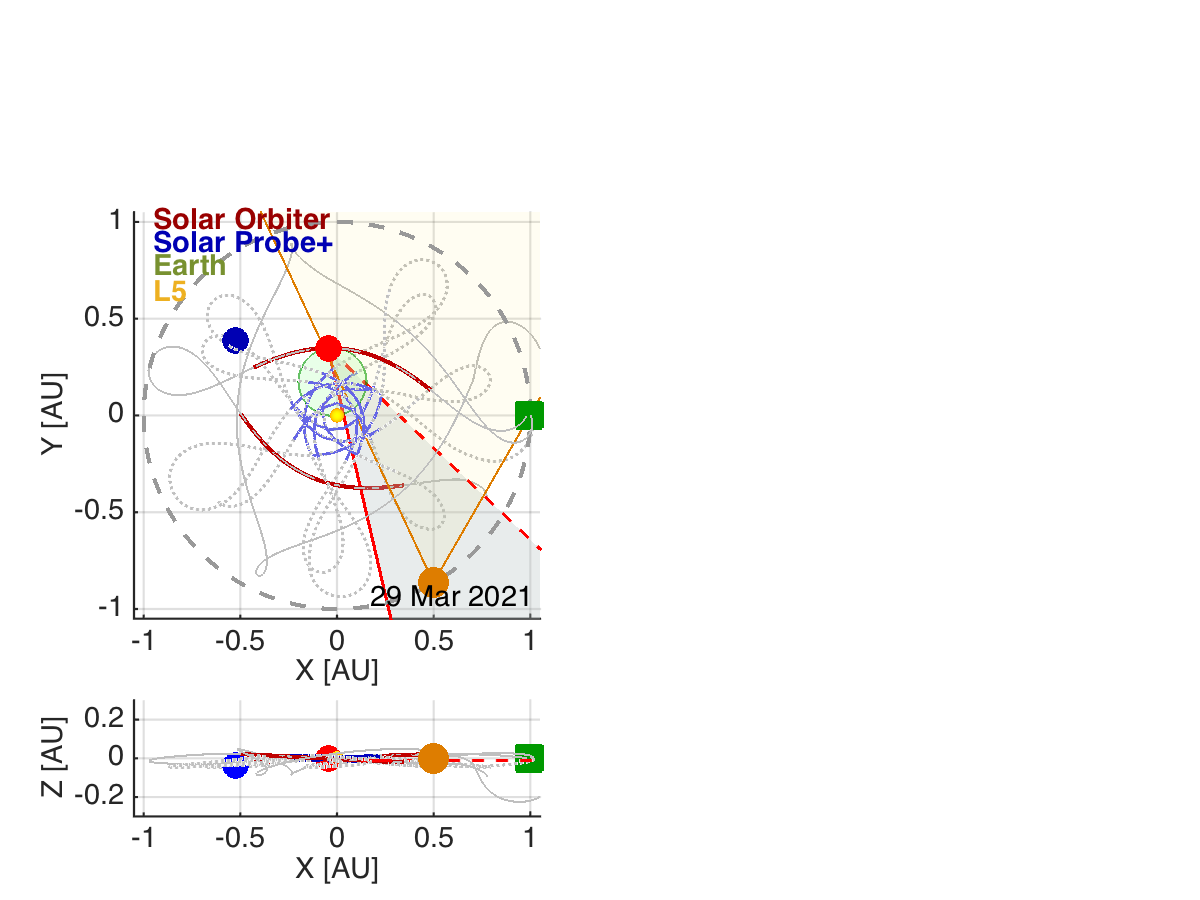 Solar Orbiter
Solar Probe+
Earth
L5
1
0.5
0
-0.5
-1
Y [AU]
29 Mar 2021
-1 -0.5 0 0.5 1
X [AU]
0.2
0
-0.2
Z [AU]
-1 -0.5 0 0.5 1
X [AU]